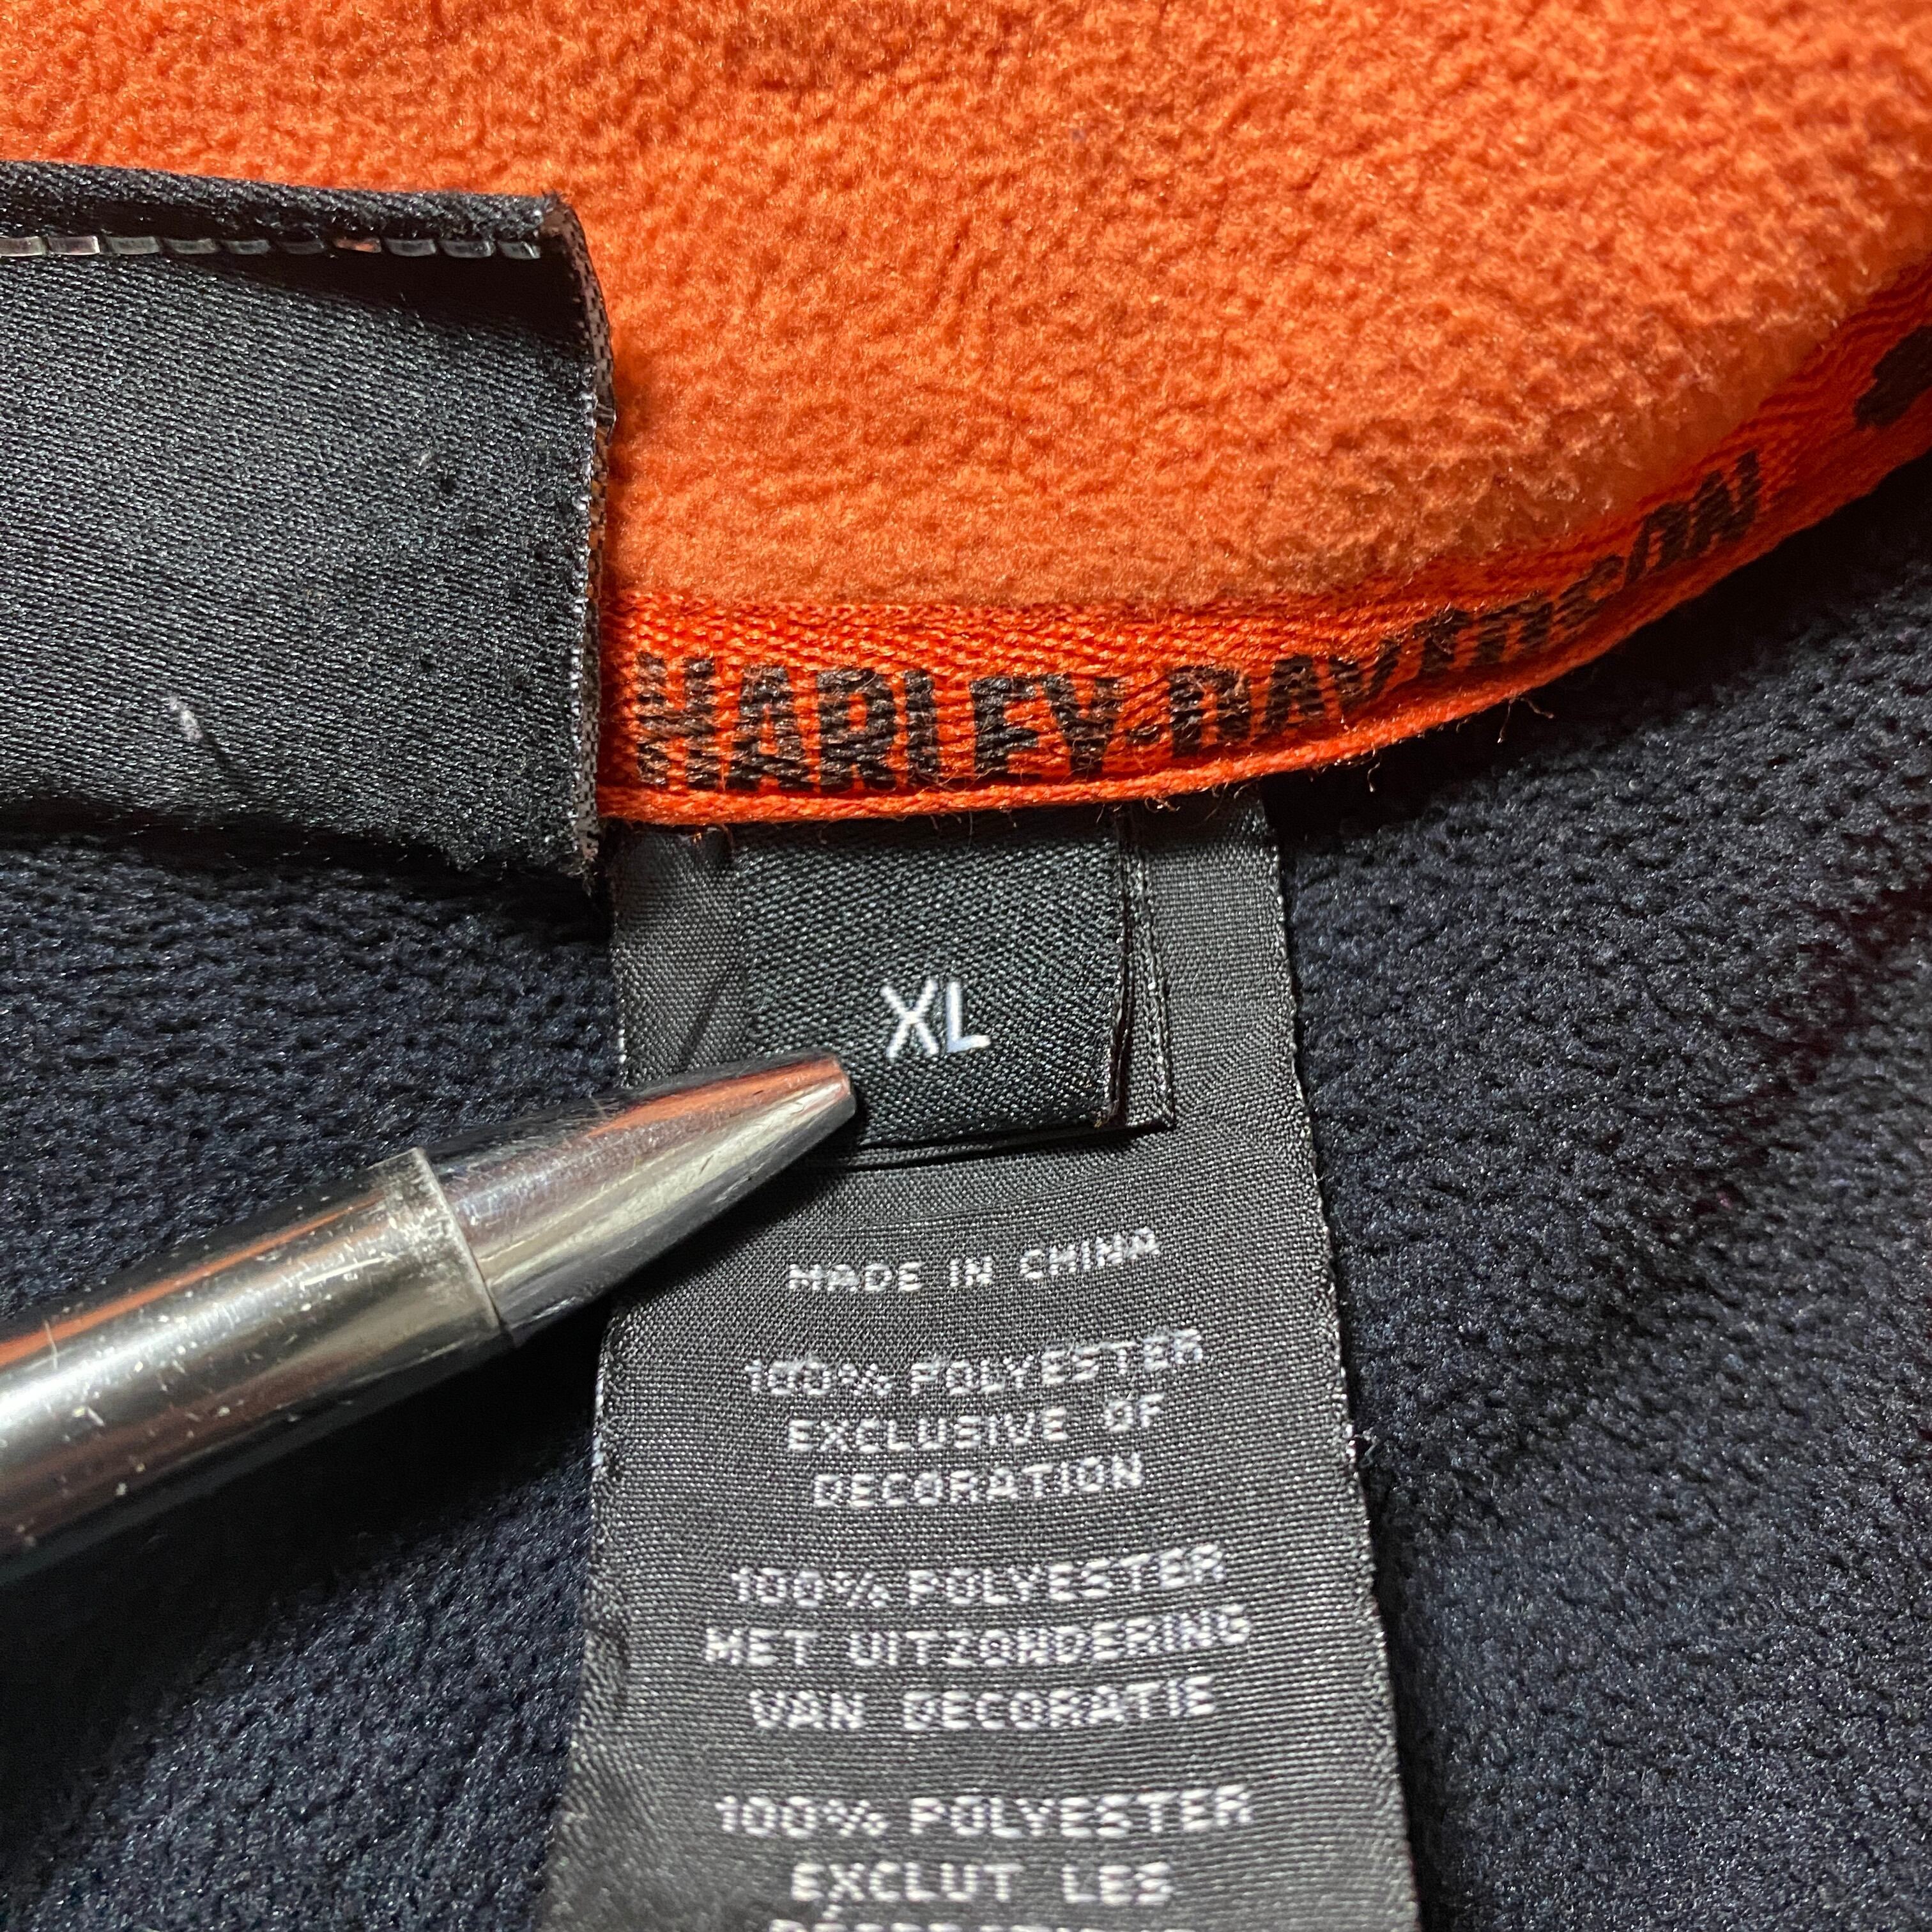 HARLEY-DAVIDSON
XL
MADE IN CHINA
100% POLYESTER
EXCLUSIVE OF
DECORATION
100% POLYESTER
MET UITZONDERING
VAN DECORATIE
100% POLYESTER
EXCLUT LES